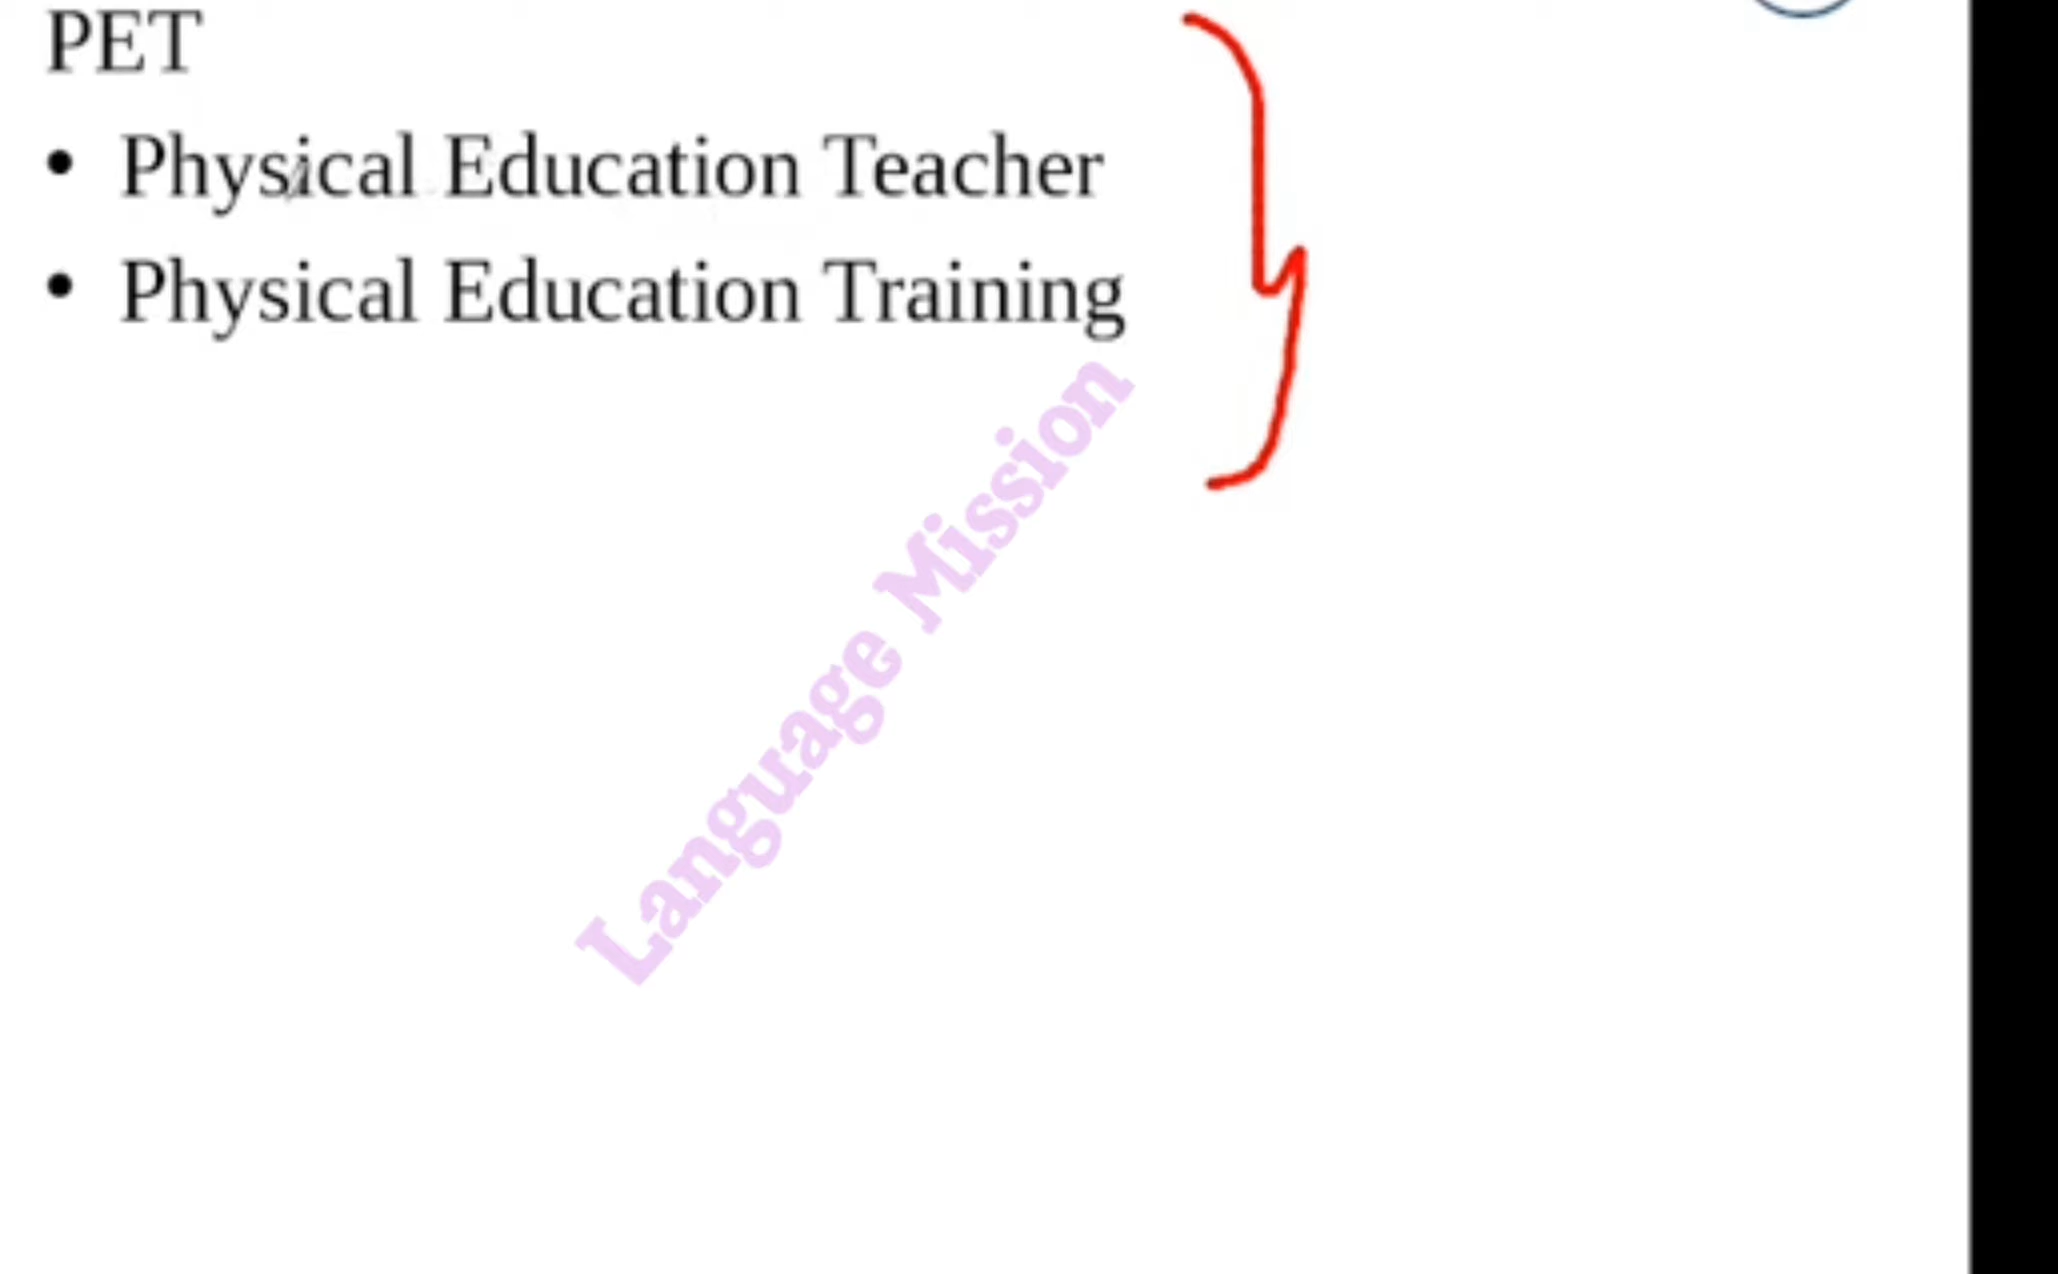 PET
• Physical Education Teacher
• Physical Education Training
Language Mission